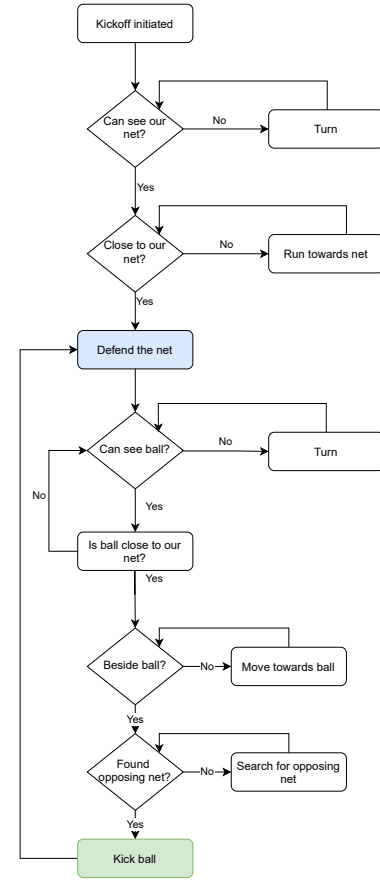 Kickoff initiated
Can see our
net?
No
Turn
Yes
Close to our
net?
No
Run towards net
Yes
Defend the net
Can see ball?
No
Turn
No
Yes
Is ball close to our
net?
Yes
Beside ball?
No
Move towards ball
Yes
Found
opposing net?
No
Search for opposing
net
Yes
Kick ball